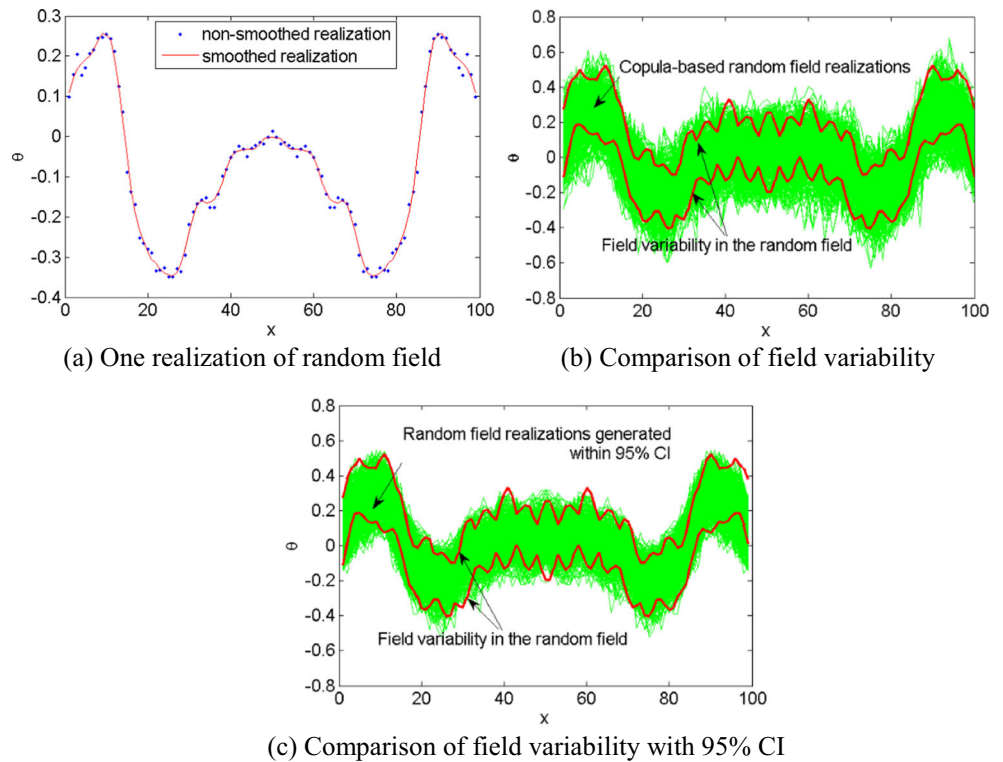 0.3
0.2
0.1
0
-0.1
-0.2
-0.3
-0.4
θ
non-smoothed realization
smoothed realization
0 20 40 60 80 100
x
(a) One realization of random field
0.8
0.6
0.4
0.2
0
-0.2
-0.4
-0.6
-0.8
θ
Copula-based random field realizations
Field variability in the random field
0 20 40 60 80 100
x
(b) Comparison of field variability
0.8
0.6
0.4
0.2
0
-0.2
-0.4
-0.6
-0.8
θ
Random field realizations generated
within 95% CI
Field variability in the random field
0 20 40 60 80 100
x
(c) Comparison of field variability with 95% CI